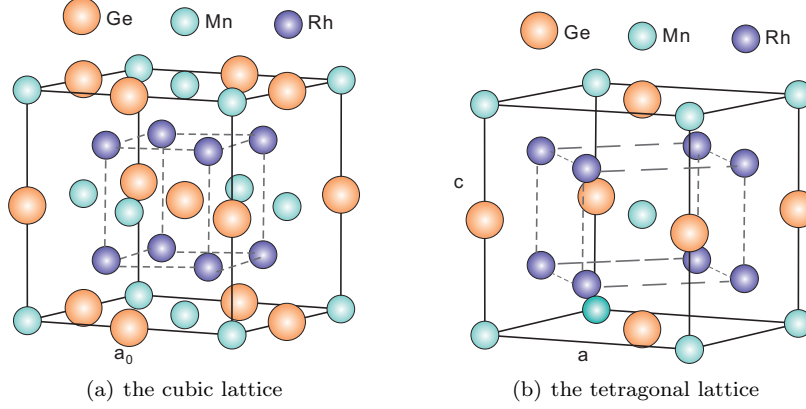 Ge Mn Rh
Ge Mn Rh
c
a₀
a
(a) the cubic lattice
(b) the tetragonal lattice